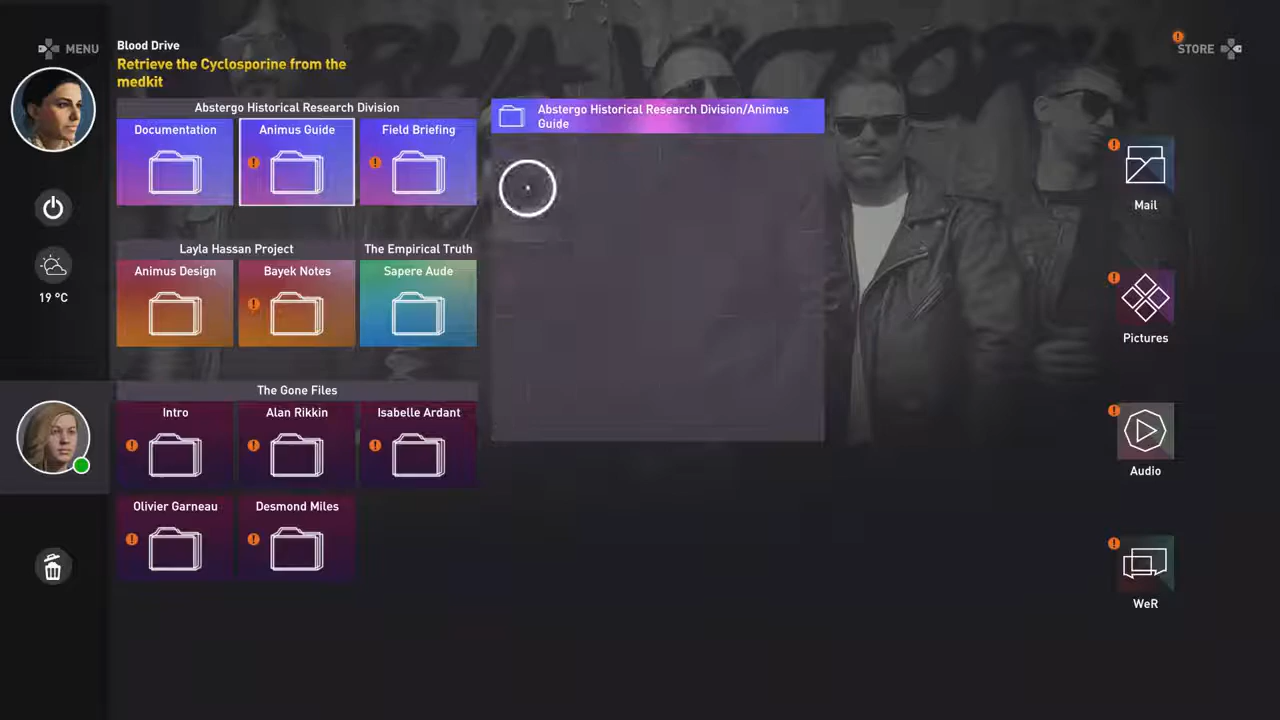 MENU
Blood Drive
Retrieve the Cyclosporine from the
medkit
STORE
Abstergo Historical Research Division
Documentation
Animus Guide
Field Briefing
Abstergo Historical Research Division/Animus
Guide
Layla Hassan Project
The Empirical Truth
Animus Design
Bayek Notes
Sapere Aude
19 °C
The Gone Files
Intro
Alan Rikkin
Isabelle Ardant
Olivier Garneau
Desmond Miles
Mail
Pictures
Audio
WeR